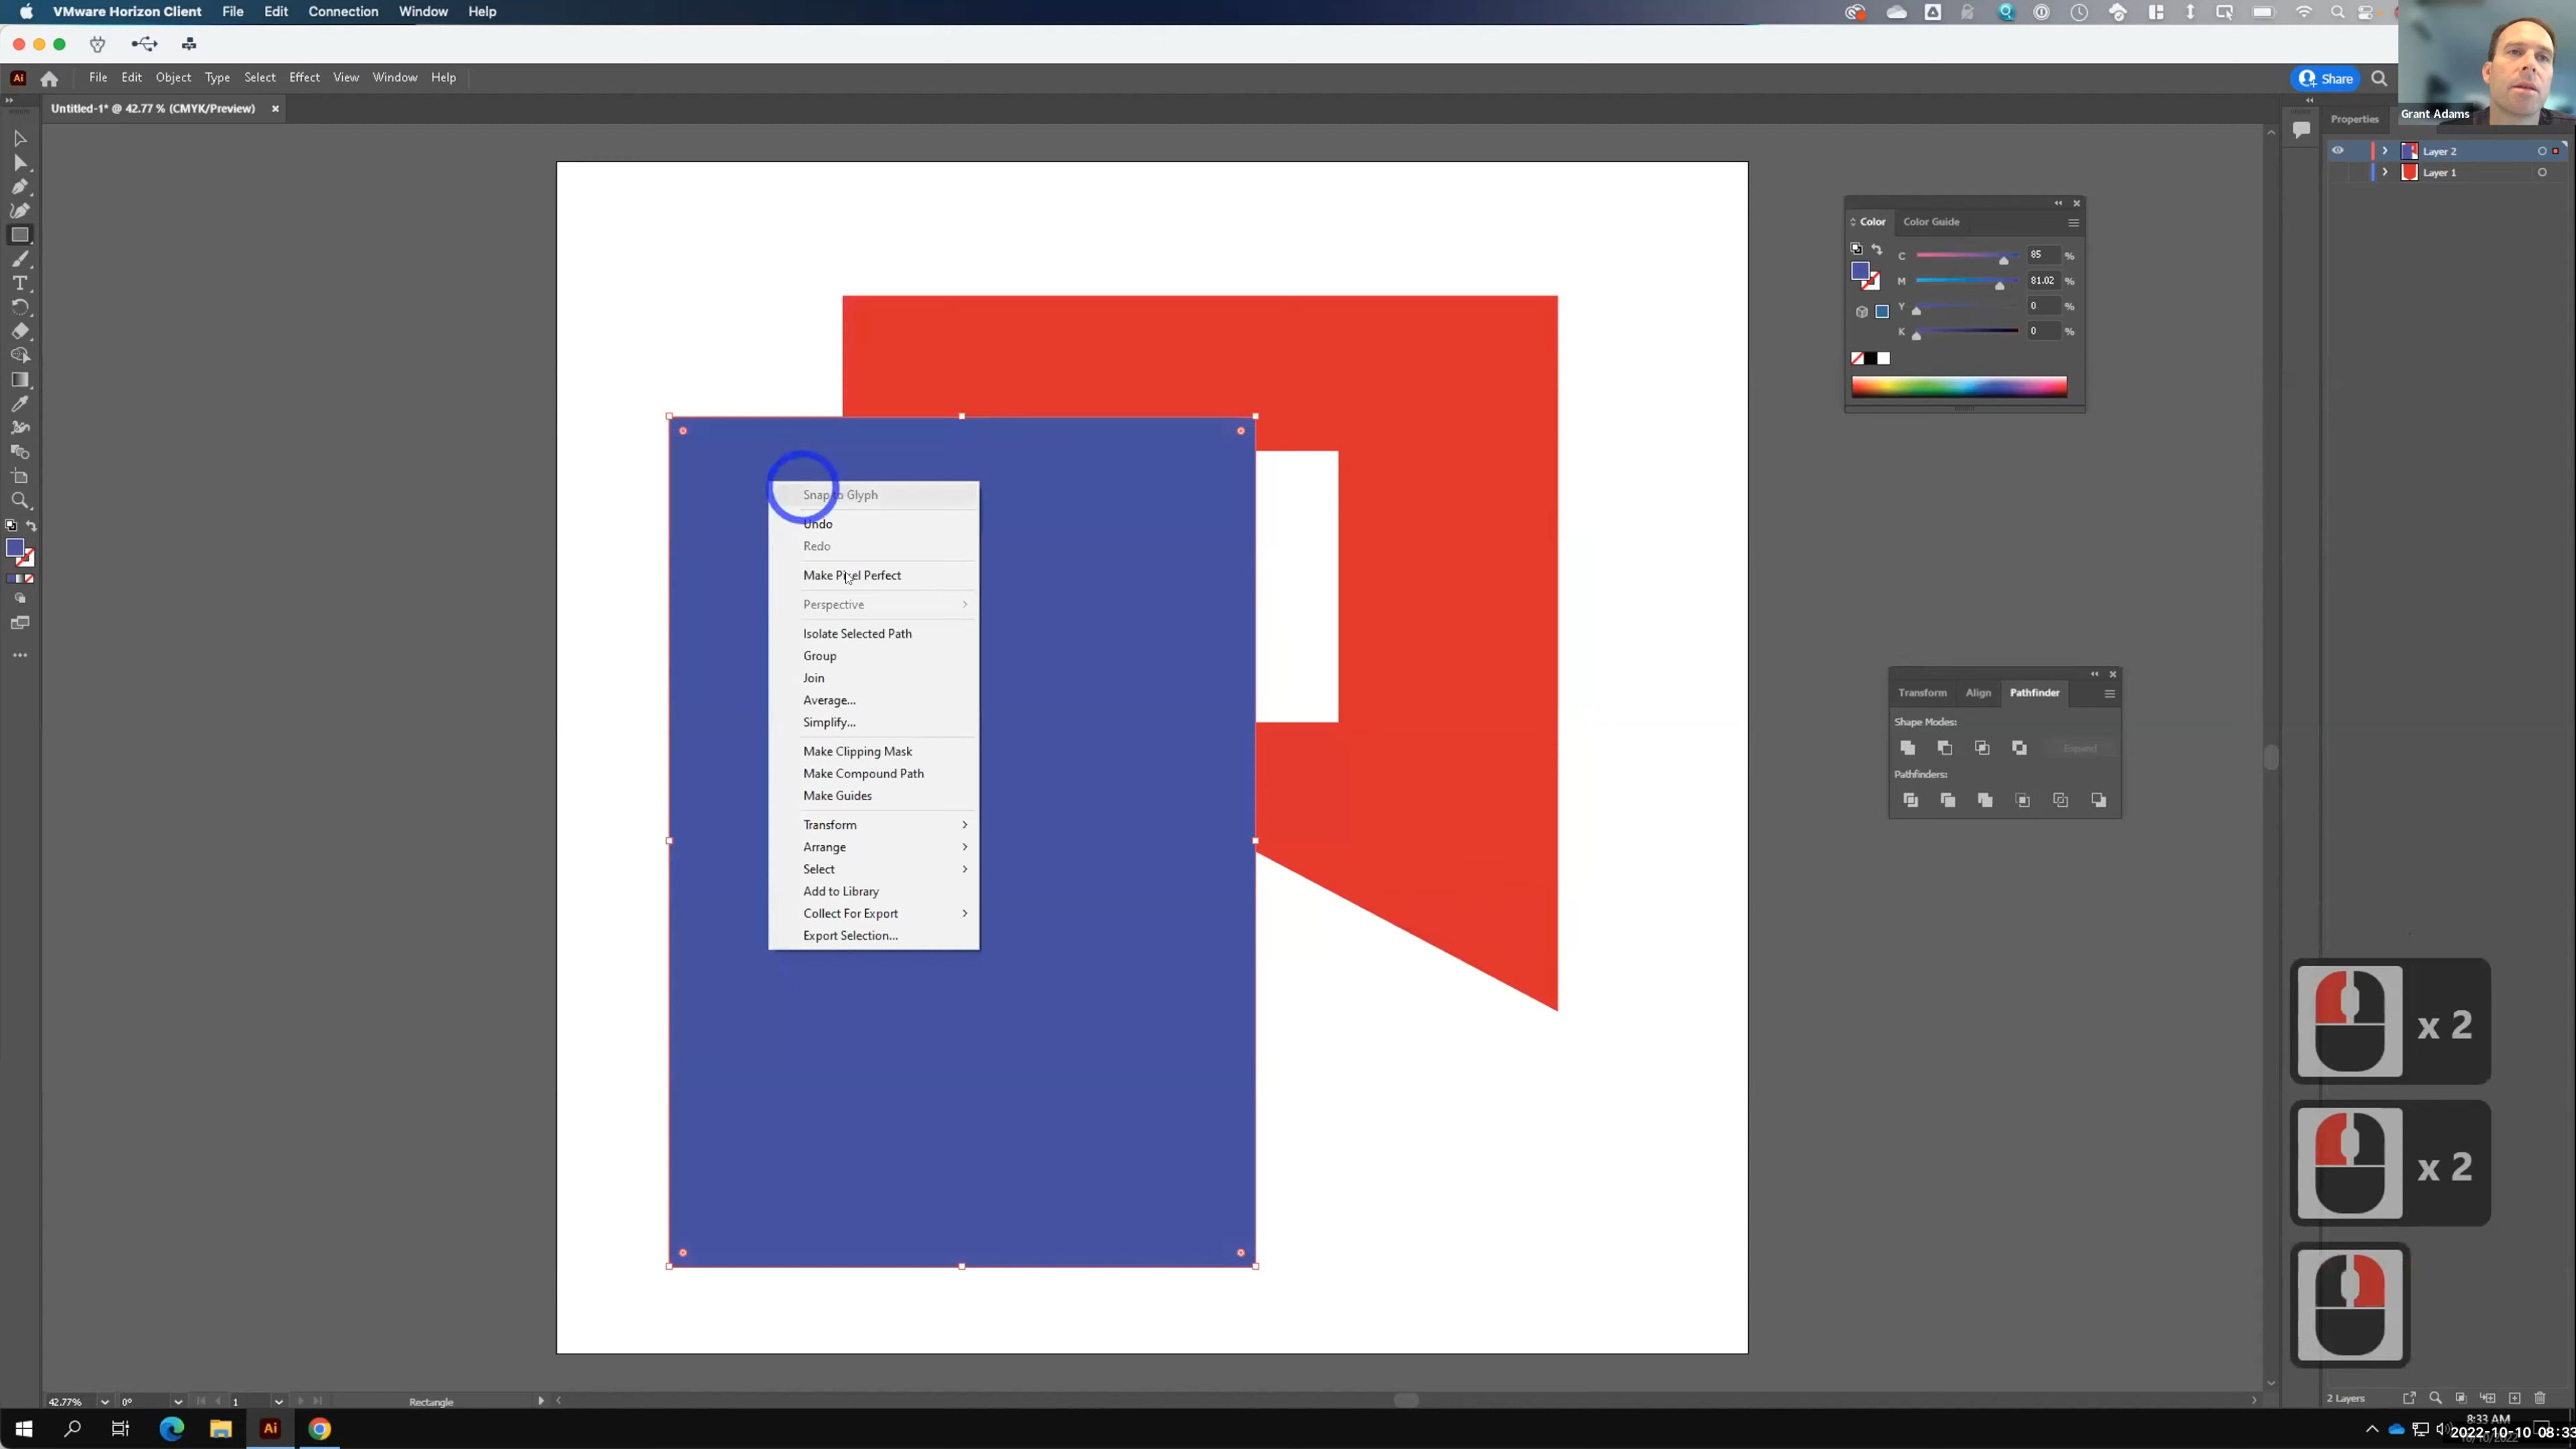 VMware Horizon Client File Edit Connection Window Help
Grant Adams
Ai File Edit Object Type Select Effect View Window Help Share
Untitled-1* @ 42.77 % (CMYK/Preview) ×
Properties
Layer 2
Layer 1
Color Color Guide
C 85 %
M 81.02 %
Y 0 %
K 0 %
Snap to Glyph
Undo
Redo
Make Pixel Perfect
Perspective
Isolate Selected Path
Group
Join
Average...
Simplify...
Make Clipping Mask
Make Compound Path
Make Guides
Transform
Arrange
Select
Add to Library
Collect For Export
Export Selection...
Transform Align Pathfinder
Shape Modes:
Expand
Pathfinders:
x 2
x 2
42.77% 0° 1 Rectangle
2 Layers
Ai
8:33 AM
2022-10-10 08:33